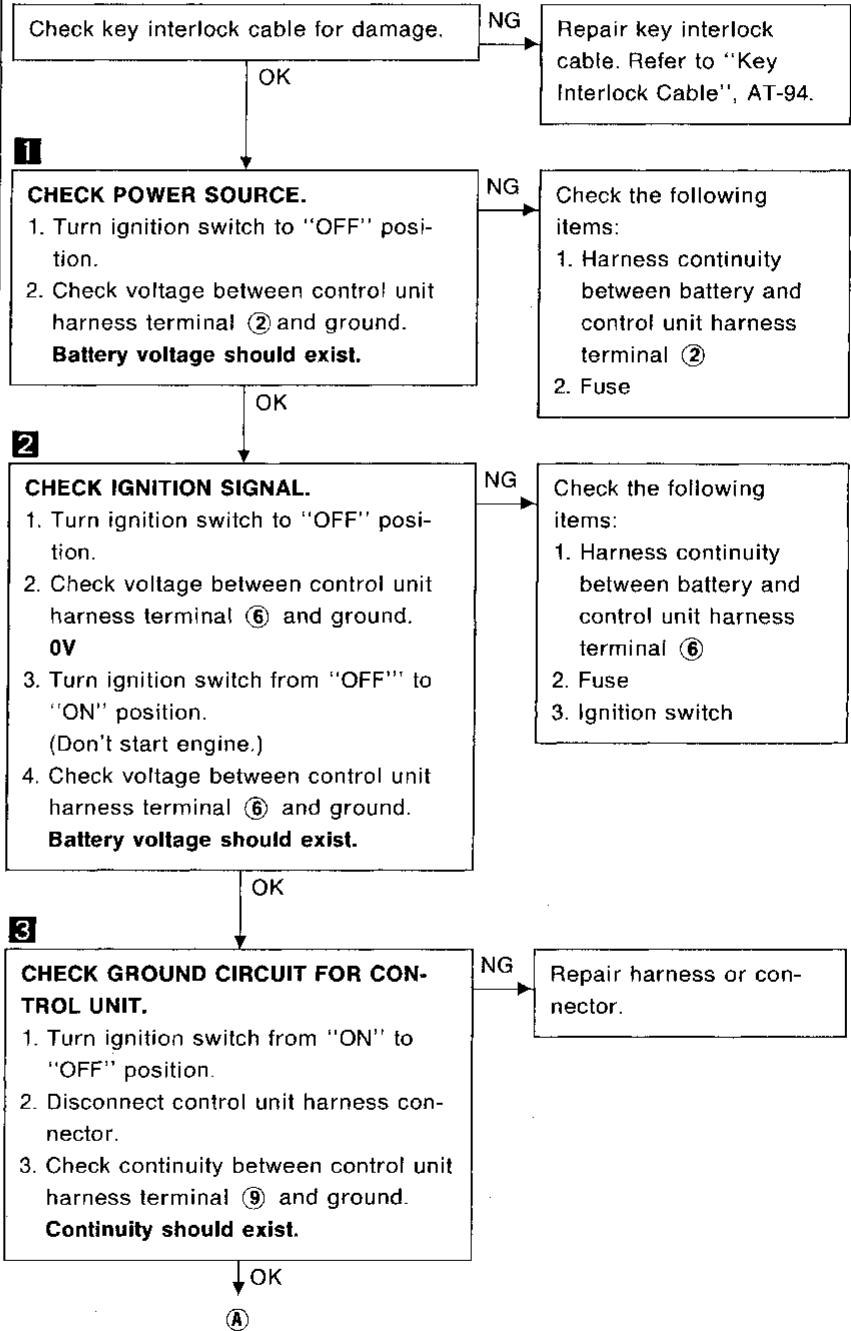 Check key interlock cable for damage.
NG
Repair key interlock
cable. Refer to "Key
Interlock Cable", AT-94.
OK
1
CHECK POWER SOURCE.
1. Turn ignition switch to "OFF" posi-
tion.
2. Check voltage between control unit
harness terminal ② and ground.
Battery voltage should exist.
NG
Check the following
items:
1. Harness continuity
between battery and
control unit harness
terminal ②
2. Fuse
OK
2
CHECK IGNITION SIGNAL.
1. Turn ignition switch to "OFF" posi-
tion.
2. Check voltage between control unit
harness terminal ⑥ and ground.
0V
3. Turn ignition switch from "OFF"' to
"ON" position.
(Don't start engine.)
4. Check voltage between control unit
harness terminal ⑥ and ground.
Battery voltage should exist.
NG
Check the following
items:
1. Harness continuity
between battery and
control unit harness
terminal ⑥
2. Fuse
3. Ignition switch
OK
3
CHECK GROUND CIRCUIT FOR CON-
TROL UNIT.
1. Turn ignition switch from "ON" to
"OFF" position.
2. Disconnect control unit harness con-
nector.
3. Check continuity between control unit
harness terminal ⑨ and ground.
Continuity should exist.
NG
Repair harness or con-
nector.
OK
Ⓐ